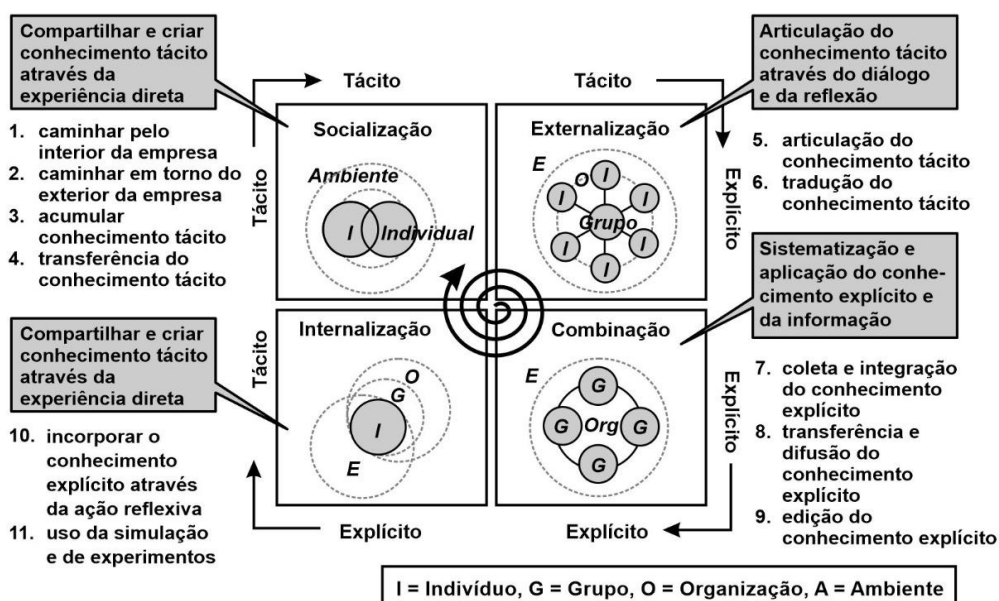 Compartilhar e criar
conhecimento tácito
através da
experiência direta
1. caminhar pelo
interior da empresa
2. caminhar em torno do
exterior da empresa
3. acumular
conhecimento tácito
4. transferência do
conhecimento tácito
Tácito
Tácito
Socialização
Ambiente
I
Individual
Tácito
Externalização
E
O
I
I
I
Grupo
I
I
I
Explícito
Articulação do
conhecimento tácito
através do diálogo
e da reflexão
5. articulação do
conhecimento tácito
6. tradução do
conhecimento tácito
Compartilhar e criar
conhecimento tácito
através da
experiência direta
10. incorporar o
conhecimento
explícito através
da ação reflexiva
11. uso da simulação
e de experimentos
Tácito
Internalização
O
G
I
E
Explícito
Combinação
E
G
G
Org
G
G
Explícito
Explícito
Sistematização e
aplicação do conhe-
cimento explícito e
da informação
7. coleta e integração
do conhecimento
explícito
8. transferência e
difusão do
conhecimento
explícito
9. edição do
conhecimento explícito
I = Indivíduo, G = Grupo, O = Organização, A = Ambiente